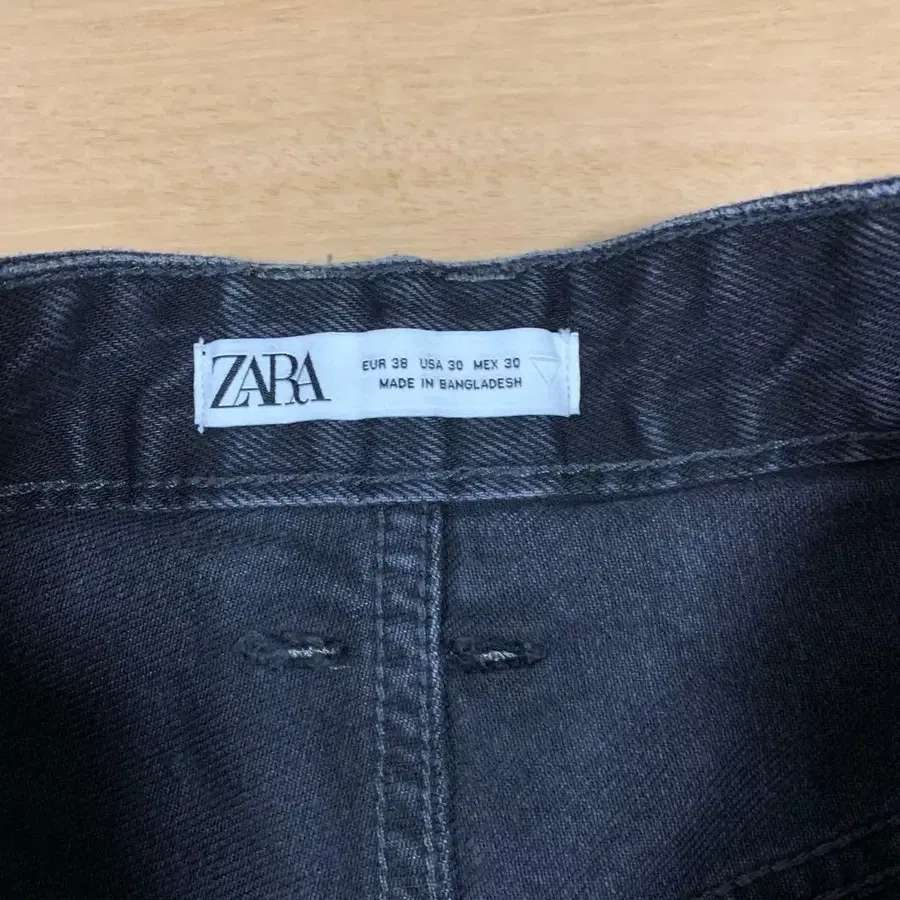 ZARA
EUR 38 USA 30 MEX 30
MADE IN BANGLADESH